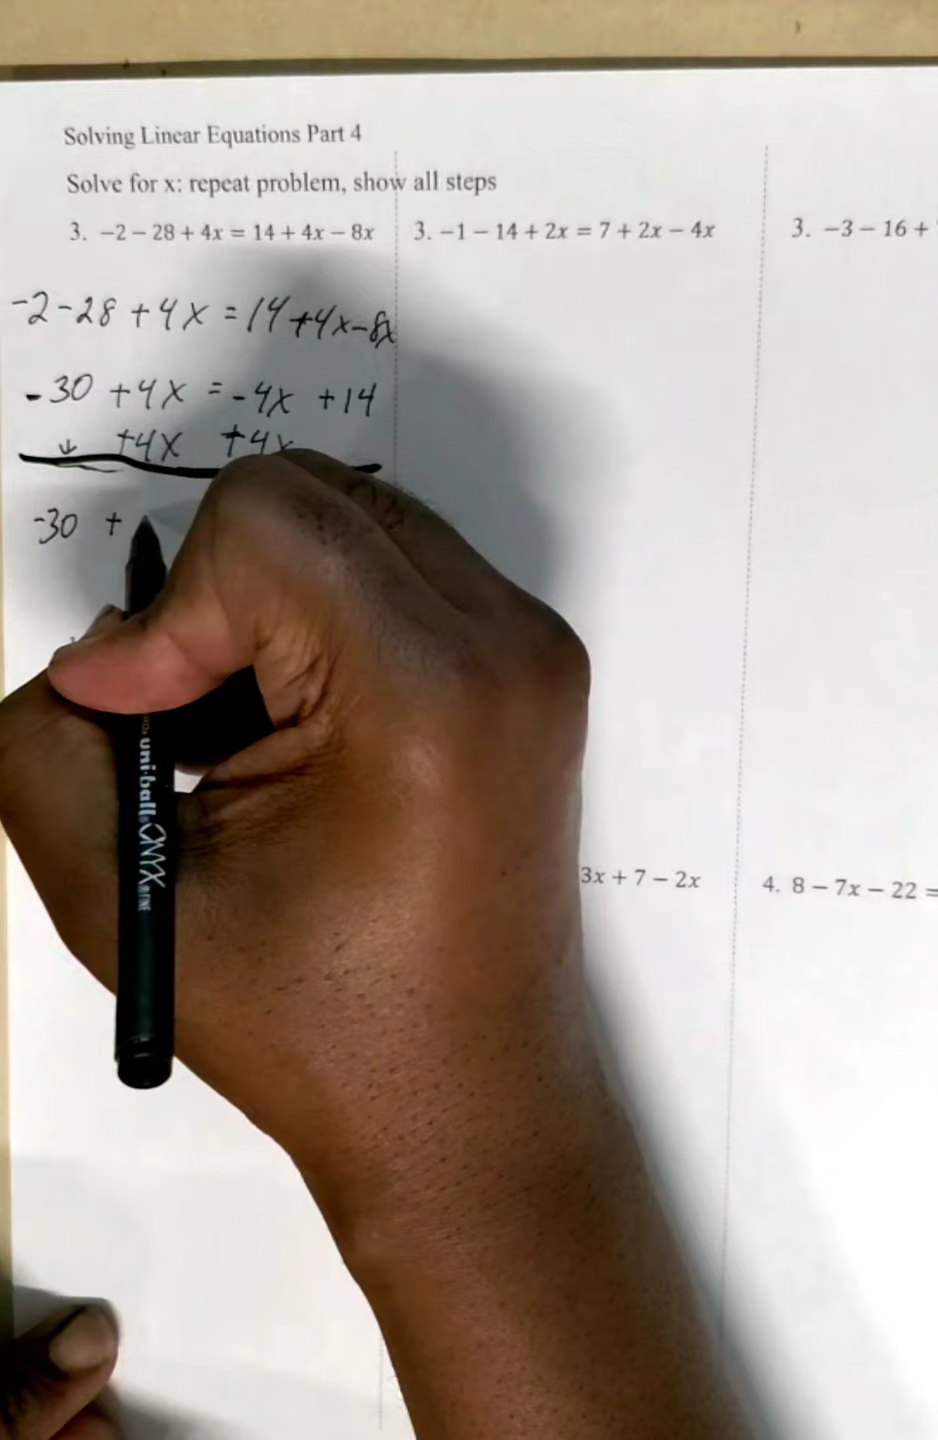 Solving Linear Equations Part 4
Solve for x: repeat problem, show all steps
3. −2 − 28 + 4x = 14 + 4x − 8x
3. −1 − 14 + 2x = 7 + 2x − 4x
3. −3 − 16 +
-2-28 +4x =14+4x-8x
-30 +4x =-4x +14
↓ +4x +4x
-30 +
uni-ball ONYX FINE
3x + 7 − 2x
4. 8 − 7x − 22 =